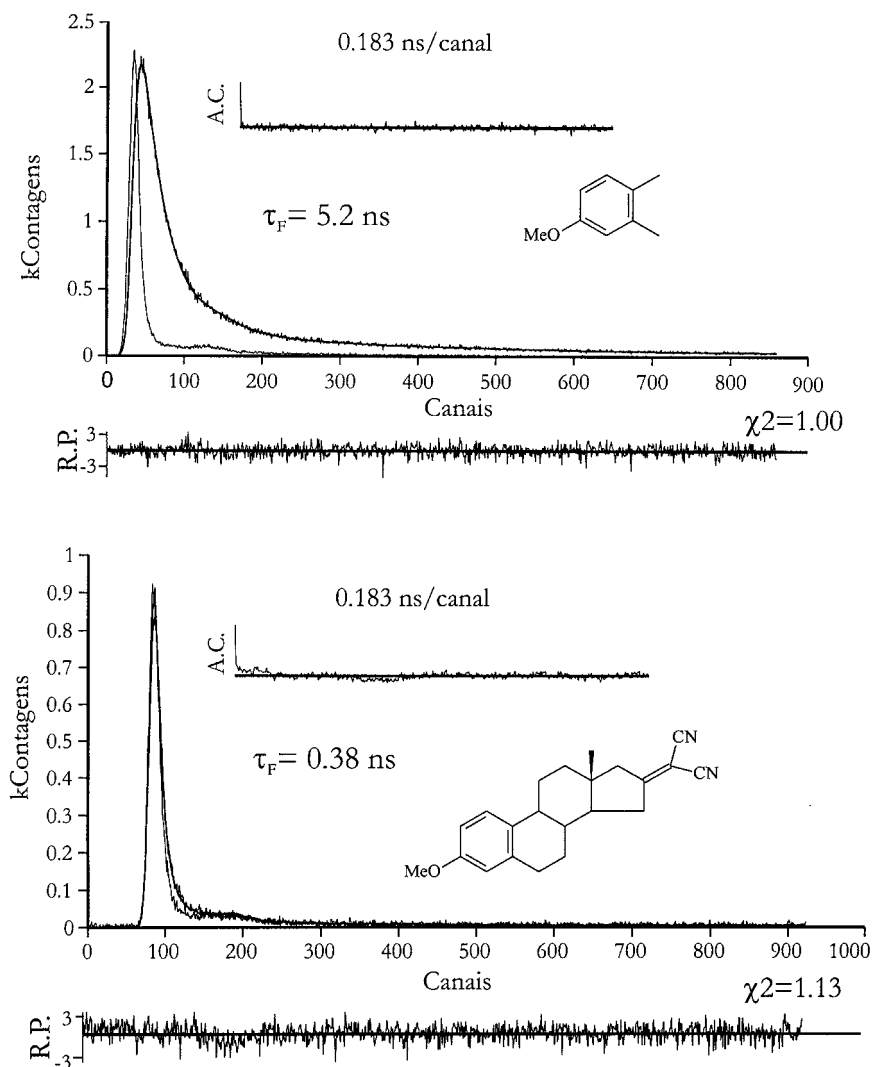 2.5
0.183 ns/canal
2
A.C.
1.5
kContagens
τF= 5.2 ns
1
MeO
0.5
0
0 100 200 300 400 500 600 700 800 900
Canais
χ2=1.00
R.P.
3
-3
1
0.9
0.183 ns/canal
0.8
A.C.
0.7
CN
0.6
CN
kContagens
0.5
τF= 0.38 ns
0.4
0.3
0.2
MeO
0.1
0
0 100 200 300 400 500 600 700 800 900 1000
Canais
χ2=1.13
R.P.
3
-3